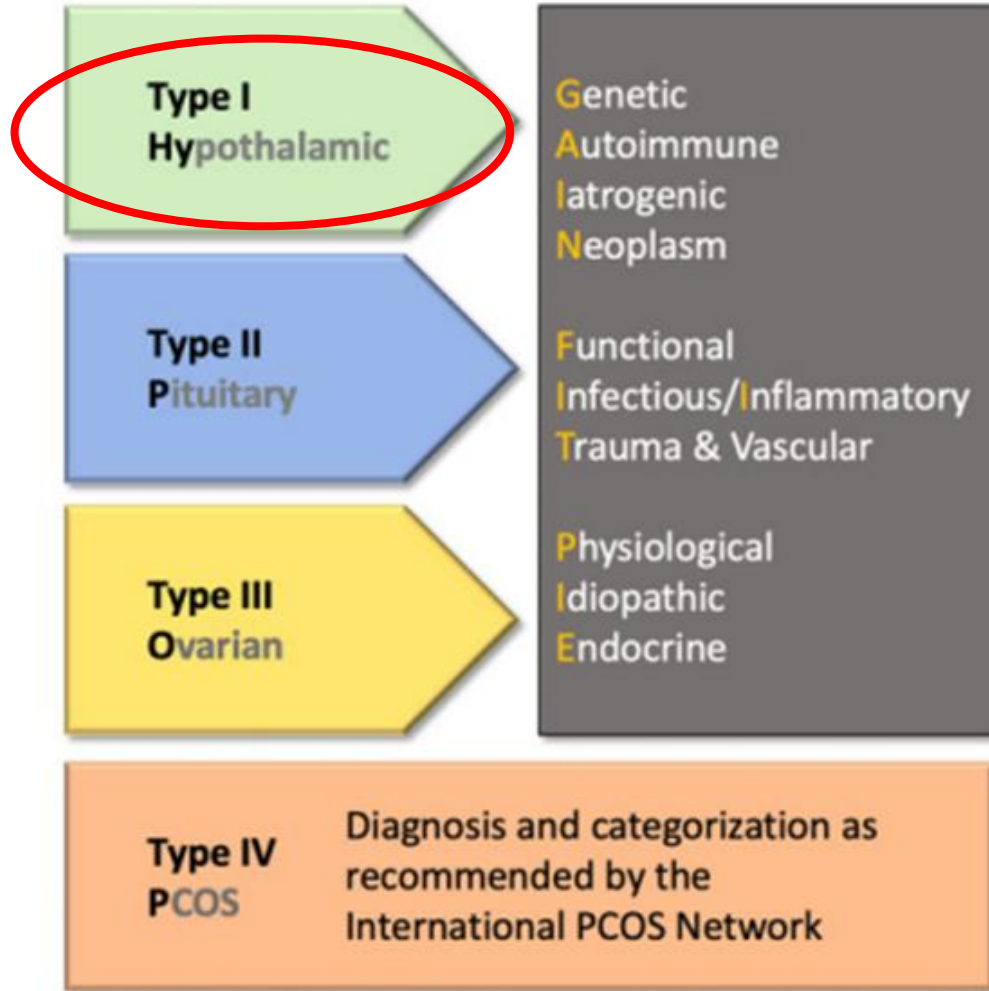 Type I
Hypothalamic
Genetic
Autoimmune
Iatrogenic
Neoplasm
Type II
Pituitary
Functional
Infectious/Inflammatory
Trauma & Vascular
Type III
Ovarian
Physiological
Idiopathic
Endocrine
Type IV
PCOS
Diagnosis and categorization as
recommended by the
International PCOS Network